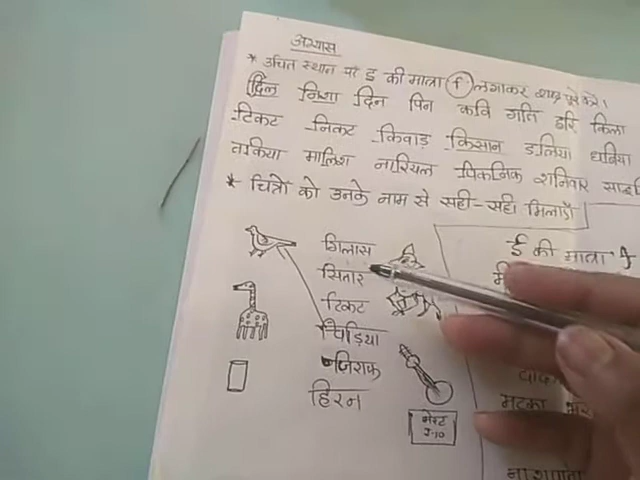 अभ्यास
* उचित स्थान पर इ की मात्रा ( ि ) लगाकर शब्द पूरे करे।
दिन निशा दिन पिन कवि गति हरि किला
टिकट निकट किवाड़ किसान डलिया धनिया
तकिया मालिश नारियल पिकनिक शनिवार
* चित्रो को उनके नाम से सही-सही मिलाएँ
गिलास
सितार
टिकट
चिड़िया
जिराफ
हिरन
ई की मात्रा ी
मटका